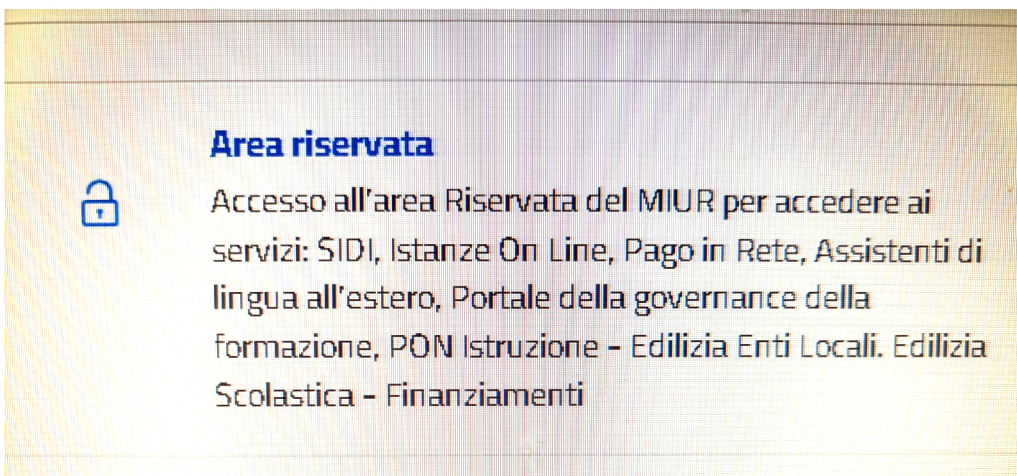 Area riservata
Accesso all'area Riservata del MIUR per accedere ai
servizi: SIDI, Istanze On Line, Pago in Rete, Assistenti di
lingua all'estero, Portale della governance della
formazione, PON Istruzione - Edilizia Enti Locali. Edilizia
Scolastica - Finanziamenti